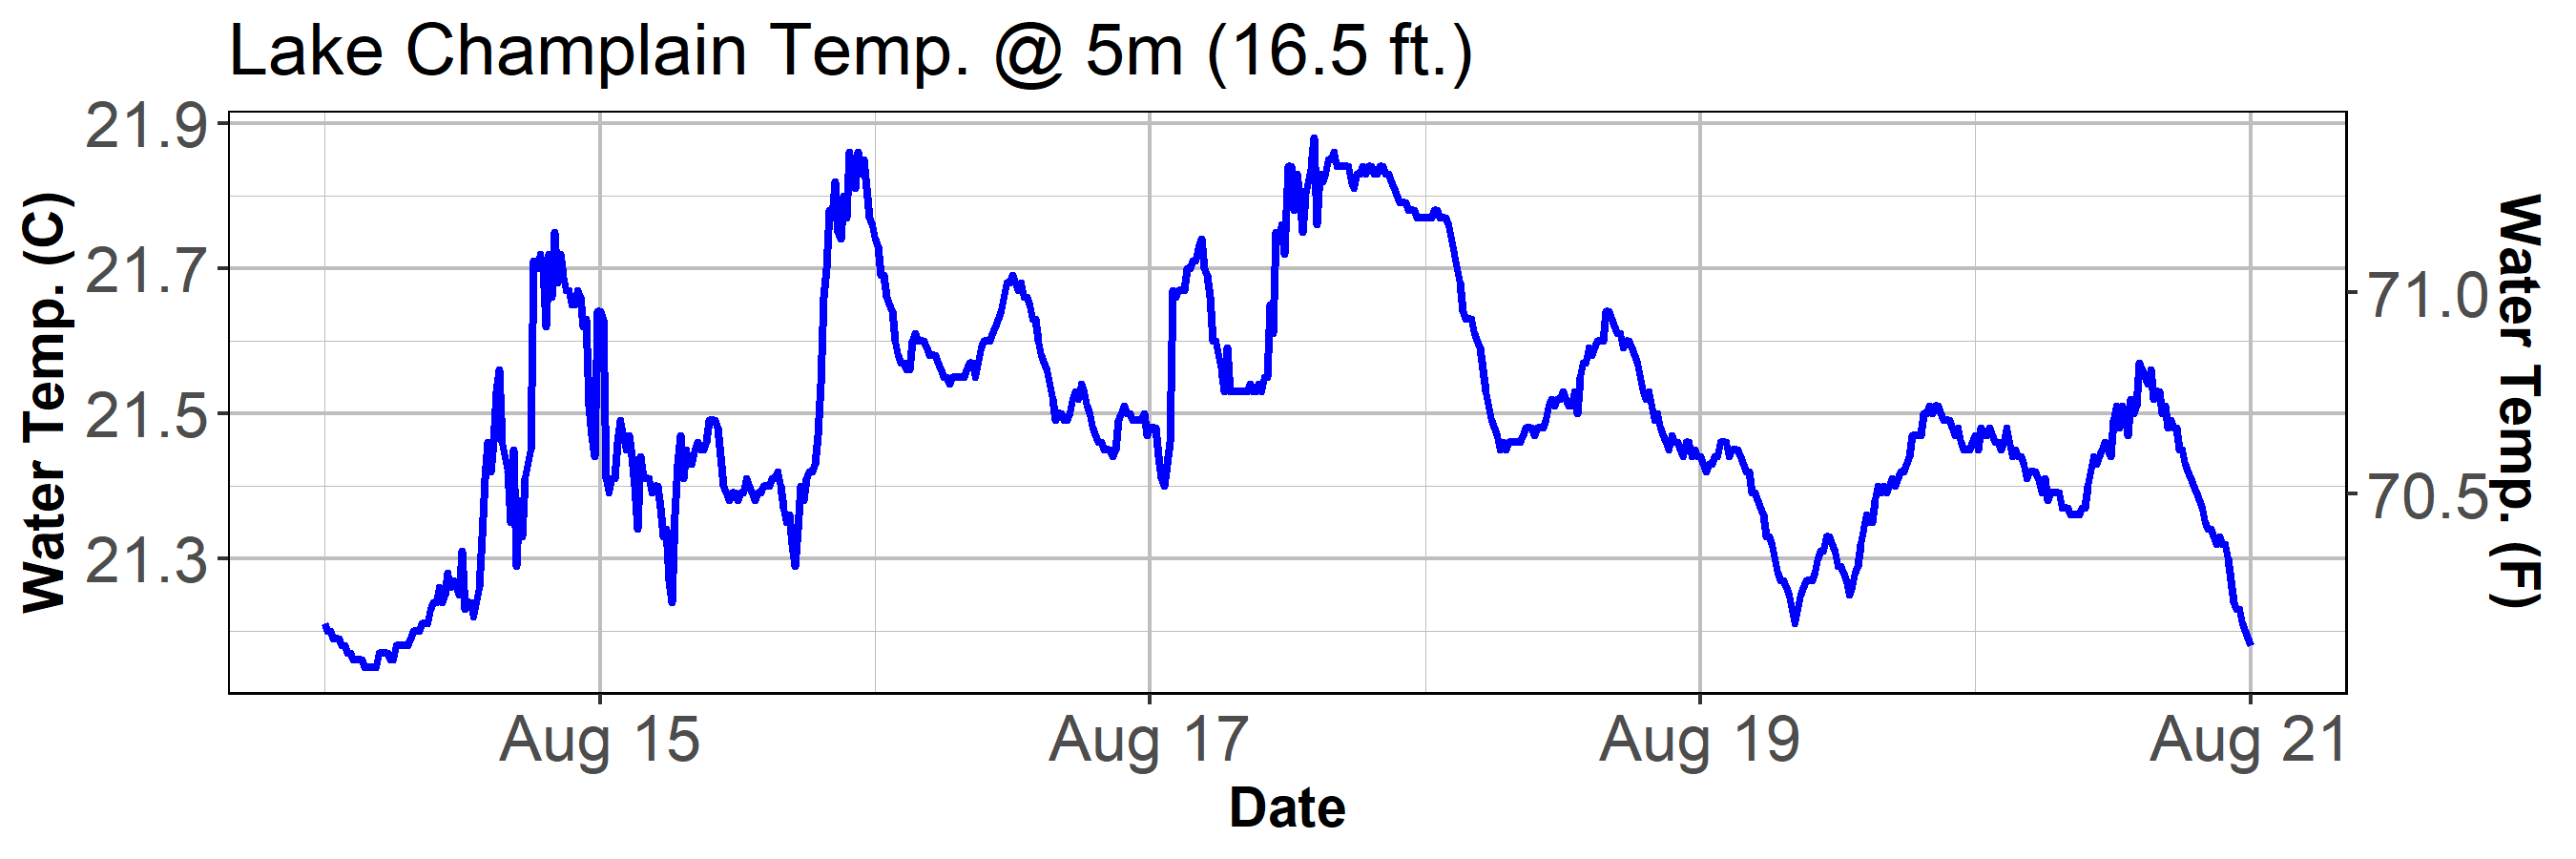 Lake Champlain Temp. @ 5m (16.5 ft.)
Water Temp. (C)
21.9
21.7
21.5
21.3
71.0
70.5
Water Temp. (F)
Aug 15
Aug 17
Aug 19
Aug 21
Date